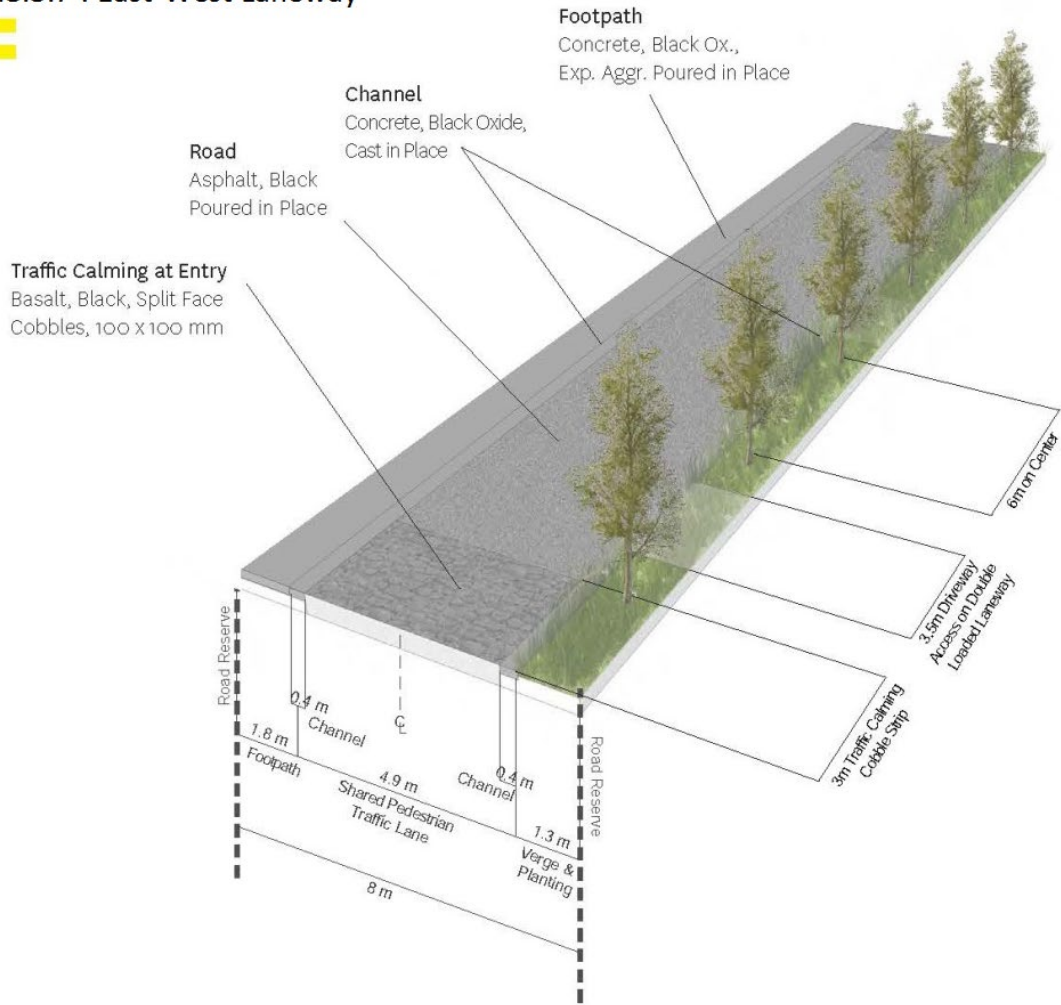 East-West Laneway
Footpath
Concrete, Black Ox.,
Exp. Aggr. Poured in Place
Channel
Concrete, Black Oxide,
Cast in Place
Road
Asphalt, Black
Poured in Place
Traffic Calming at Entry
Basalt, Black, Split Face
Cobbles, 100 x 100 mm
6m on Center
3.5m Driveway
Access on Double
Loaded Laneway
3m Traffic Calming
Cobble Strip
Road Reserve
0.4 m
Channel
CL
1.8 m
Footpath
4.9 m
Shared Pedestrian
Traffic Lane
0.4 m
Channel
1.3 m
Verge &
Planting
Road Reserve
8 m